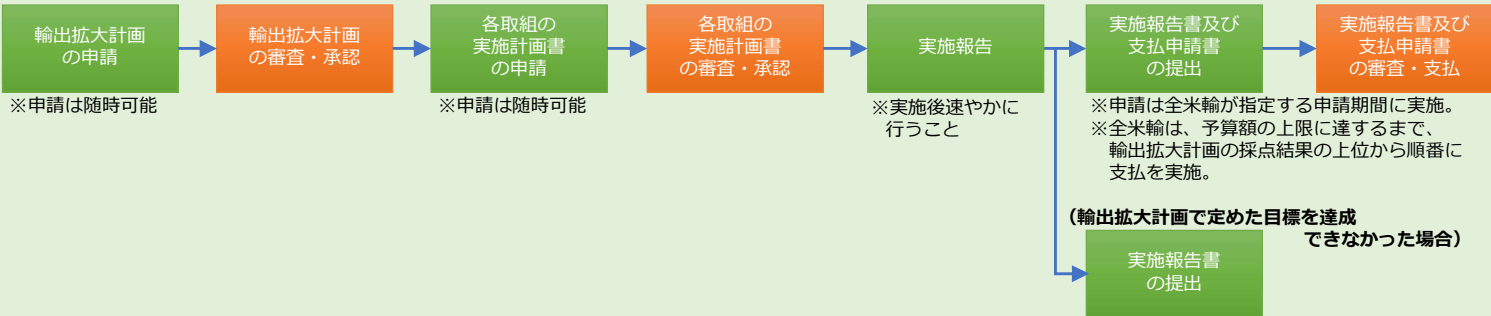 輸出拡大計画
の申請
※申請は随時可能
輸出拡大計画
の審査・承認
各取組の
実施計画書
の申請
※申請は随時可能
各取組の
実施計画書
の審査・承認
実施報告
※実施後速やかに
行うこと
実施報告書及び
支払申請書
の提出
実施報告書及び
支払申請書
の審査・支払
※申請は全米輸が指定する申請期間に実施。
※全米輸は、予算額の上限に達するまで、
輸出拡大計画の採点結果の上位から順番に
支払を実施。
（輸出拡大計画で定めた目標を達成
できなかった場合）
実施報告書
の提出